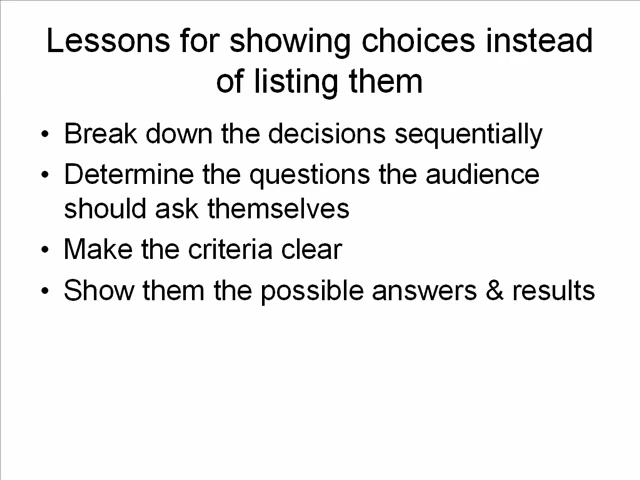 Lessons for showing choices instead
of listing them
• Break down the decisions sequentially
• Determine the questions the audience
should ask themselves
• Make the criteria clear
• Show them the possible answers & results